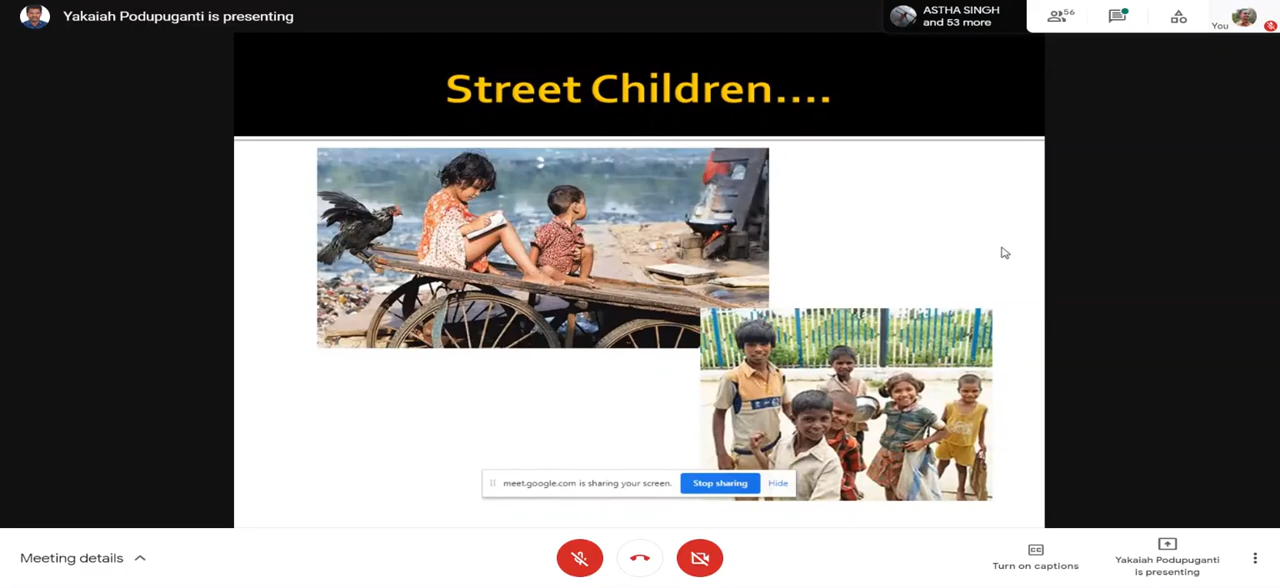 Yakaiah Podupuganti is presenting
ASTHA SINGH
and 53 more
56
You
Street Children....
meet.google.com is sharing your screen.
Stop sharing
Hide
Meeting details
CC
Turn on captions
Yakaiah Podupuganti
is presenting